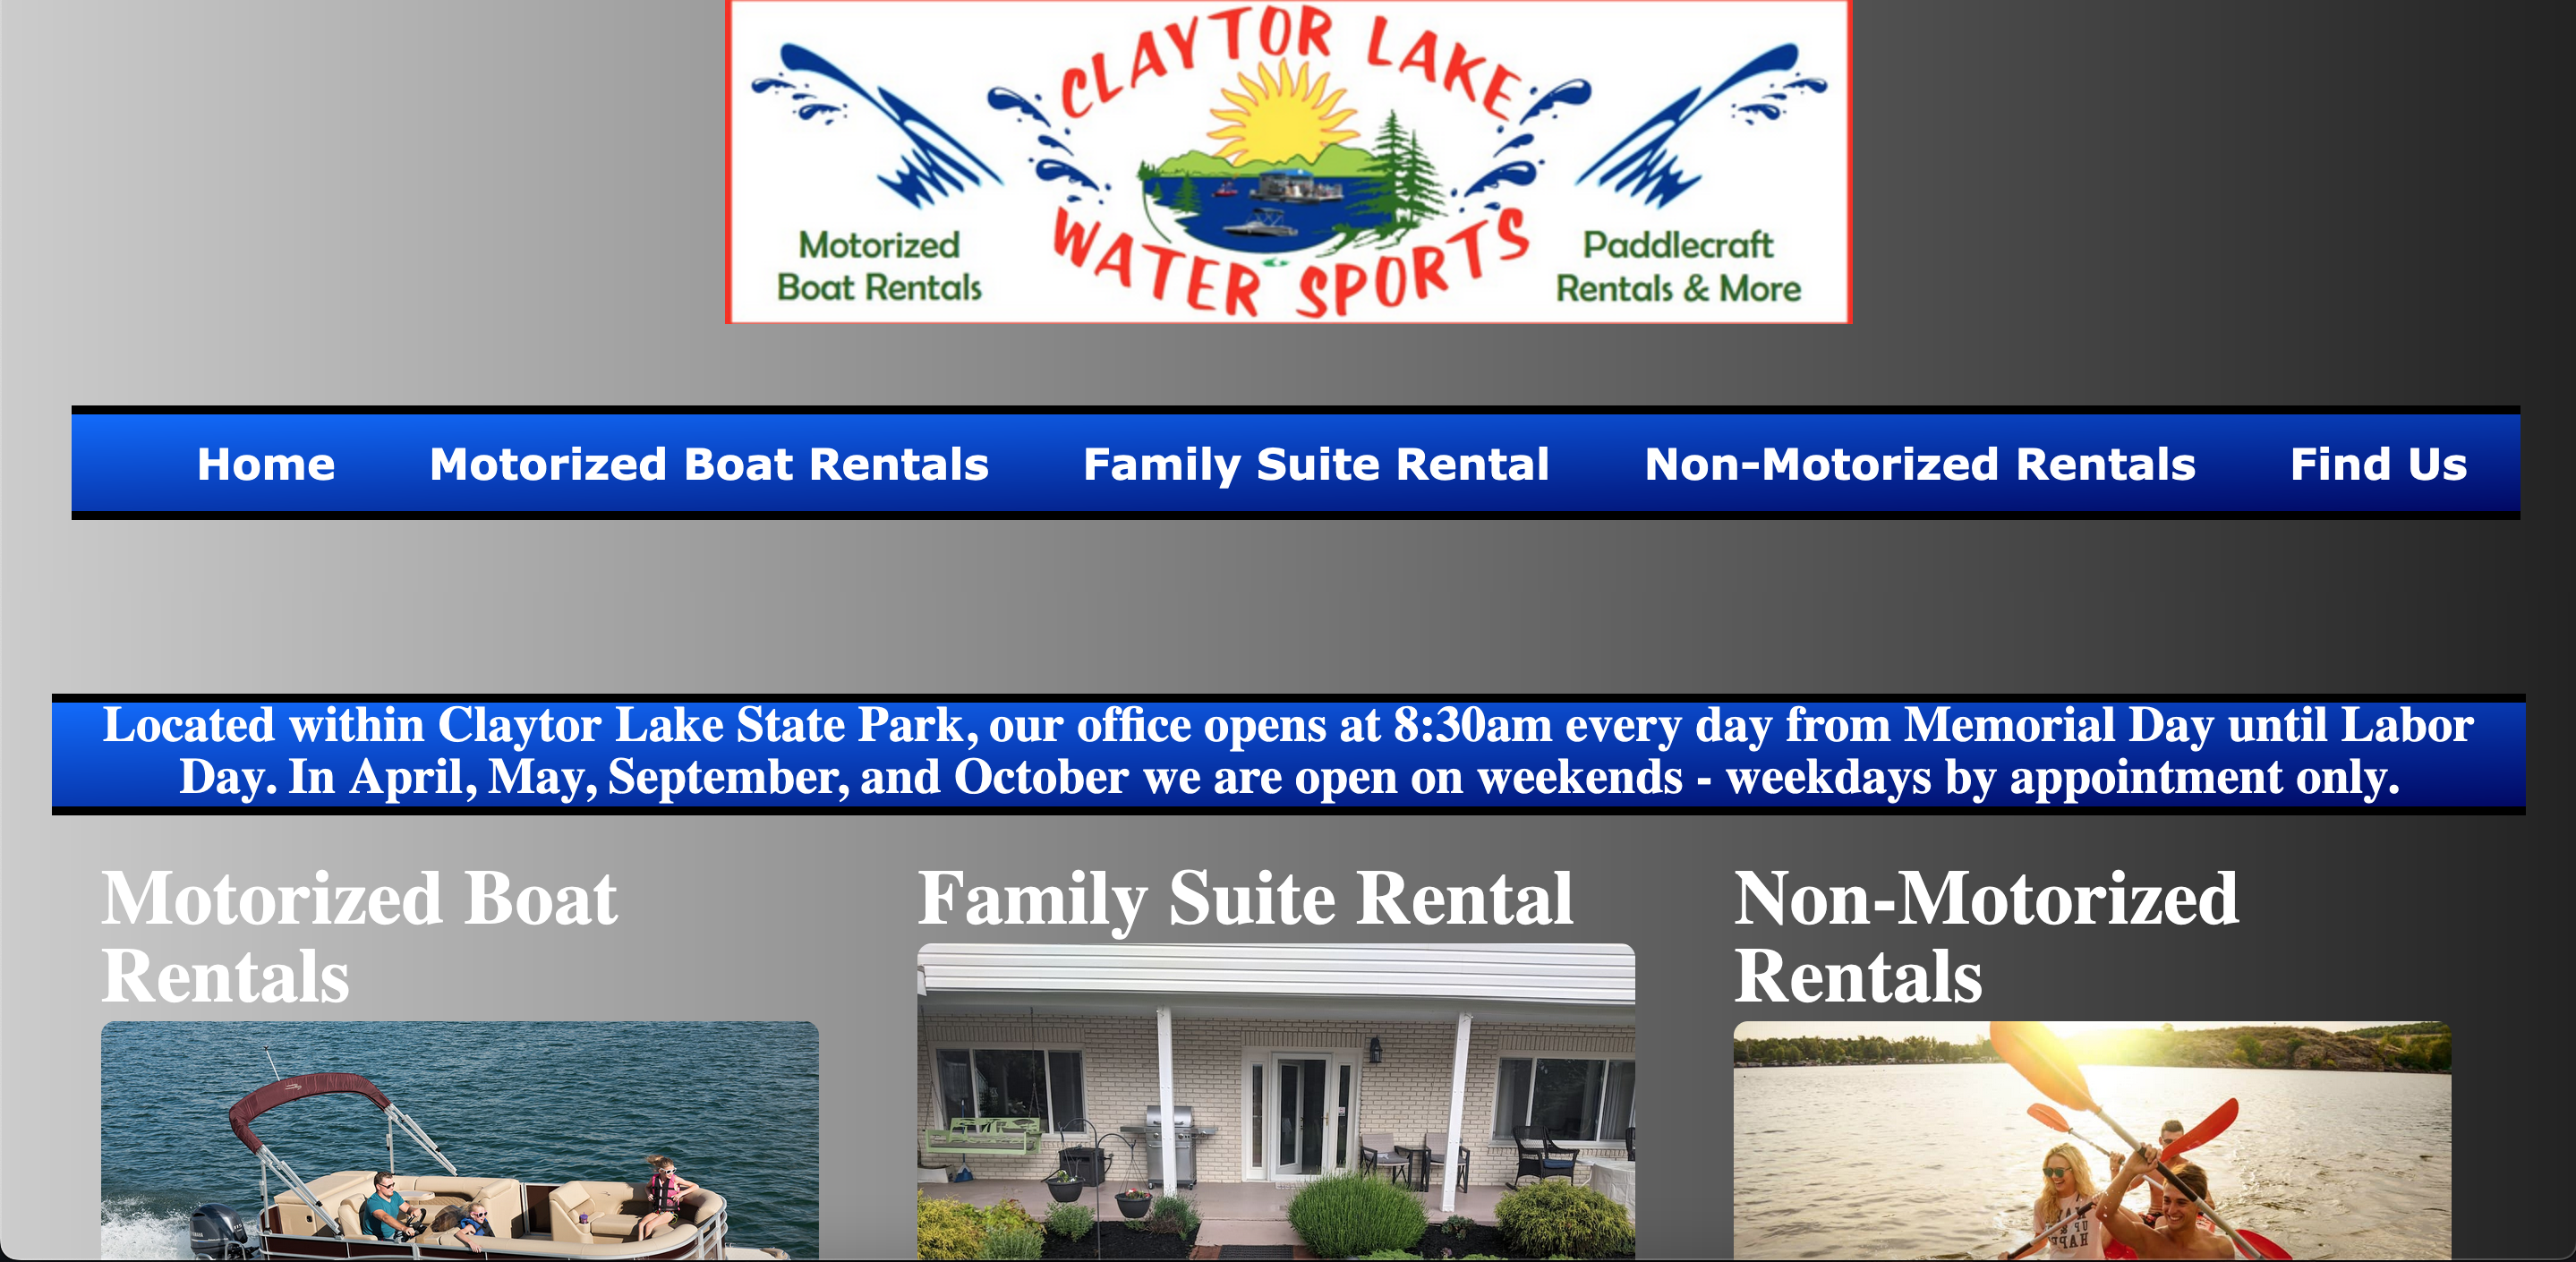 CLAYTOR LAKE
WATER SPORTS
Motorized
Boat Rentals
Paddlecraft
Rentals & More
Home Motorized Boat Rentals Family Suite Rental Non-Motorized Rentals Find Us
Located within Claytor Lake State Park, our office opens at 8:30am every day from Memorial Day until Labor
Day. In April, May, September, and October we are open on weekends - weekdays by appointment only.
Motorized Boat
Rentals
Family Suite Rental
Non-Motorized
Rentals